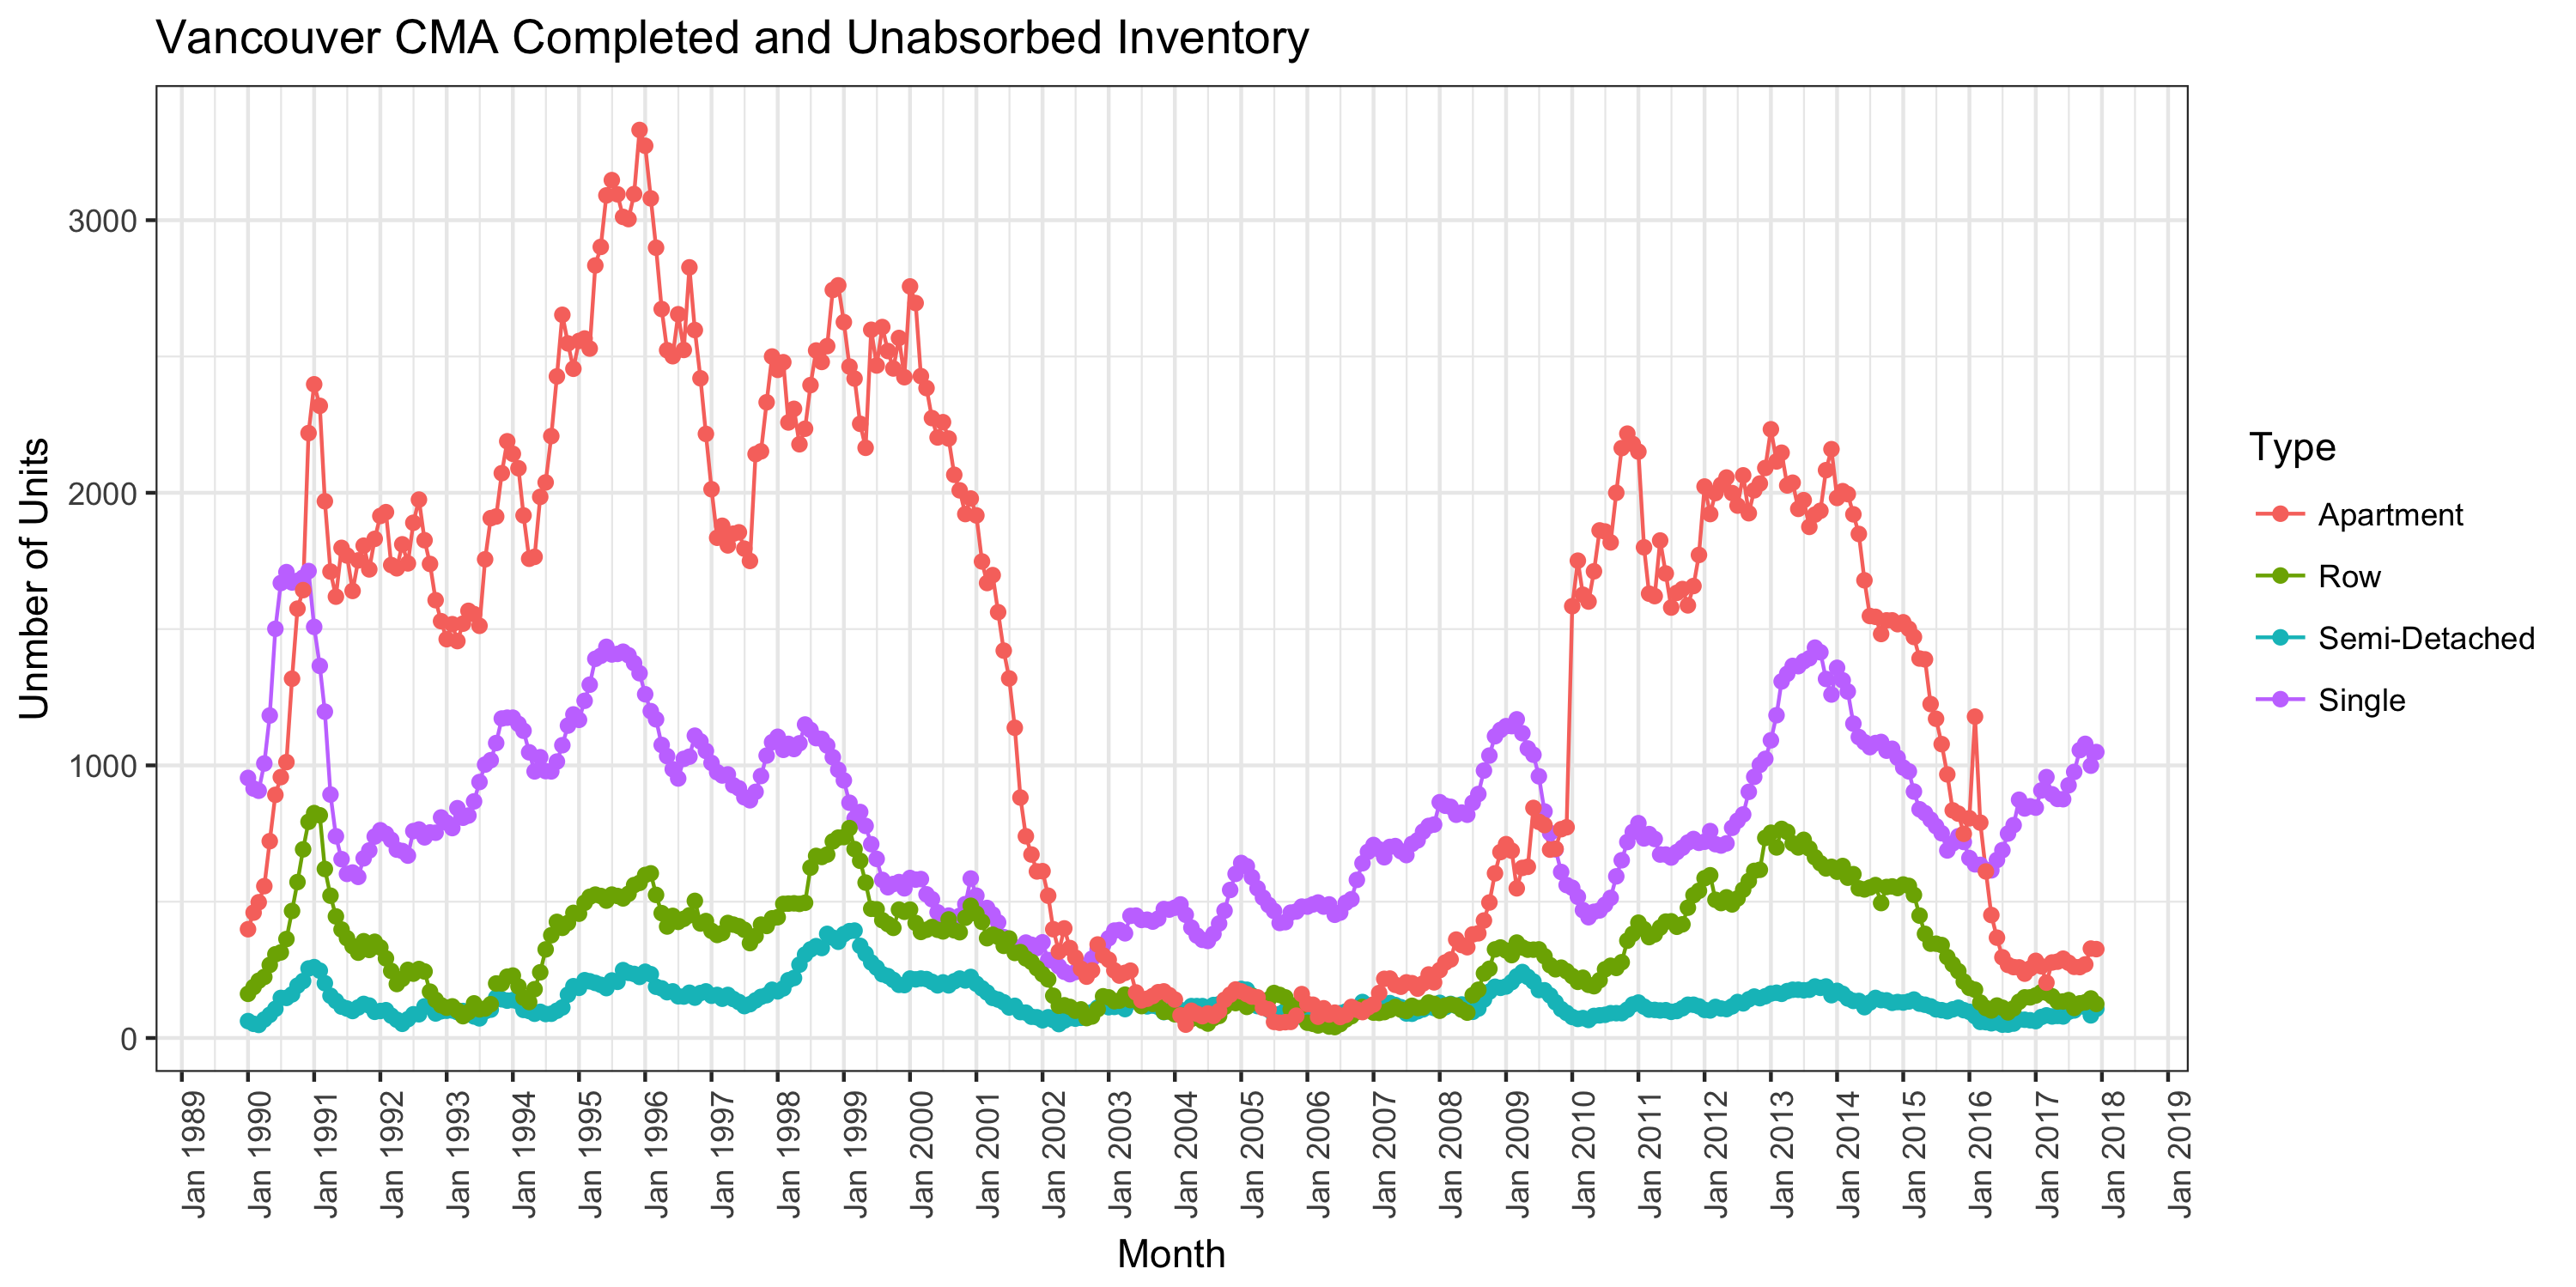 Vancouver CMA Completed and Unabsorbed Inventory
Unmber of Units
3000
2000
1000
0
Jan 1989
Jan 1990
Jan 1991
Jan 1992
Jan 1993
Jan 1994
Jan 1995
Jan 1996
Jan 1997
Jan 1998
Jan 1999
Jan 2000
Jan 2001
Jan 2002
Jan 2003
Jan 2004
Jan 2005
Jan 2006
Jan 2007
Jan 2008
Jan 2009
Jan 2010
Jan 2011
Jan 2012
Jan 2013
Jan 2014
Jan 2015
Jan 2016
Jan 2017
Jan 2018
Jan 2019
Month
Type
Apartment
Row
Semi-Detached
Single